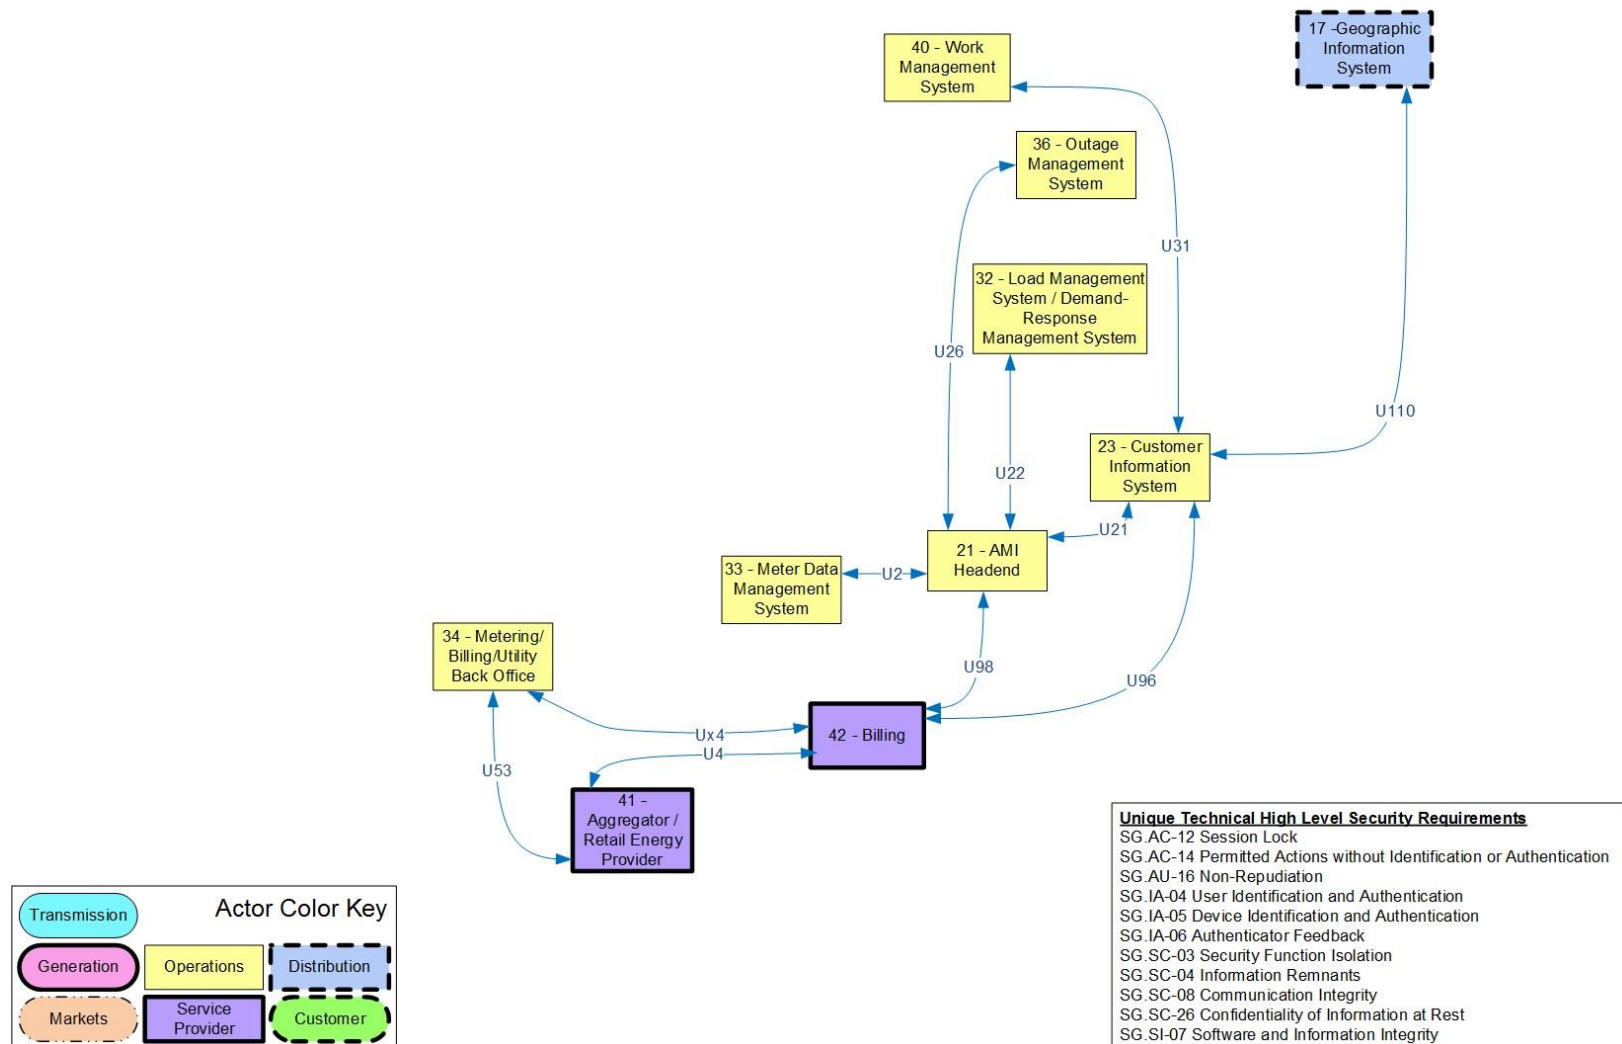 40 - Work
Management
System
17 -Geographic
Information
System
36 - Outage
Management
System
U31
32 - Load Management
System / Demand-
Response
Management System
U26
U110
23 - Customer
Information
System
U22
U21
21 - AMI
Headend
33 - Meter Data
Management
System
U2
34 - Metering/
Billing/Utility
Back Office
U98
U96
42 - Billing
Ux4
U4
U53
41 -
Aggregator /
Retail Energy
Provider
Actor Color Key
Transmission
Generation
Operations
Distribution
Markets
Service
Provider
Customer
Unique Technical High Level Security Requirements
SG.AC-12 Session Lock
SG.AC-14 Permitted Actions without Identification or Authentication
SG.AU-16 Non-Repudiation
SG.IA-04 User Identification and Authentication
SG.IA-05 Device Identification and Authentication
SG.IA-06 Authenticator Feedback
SG.SC-03 Security Function Isolation
SG.SC-04 Information Remnants
SG.SC-08 Communication Integrity
SG.SC-26 Confidentiality of Information at Rest
SG.SI-07 Software and Information Integrity